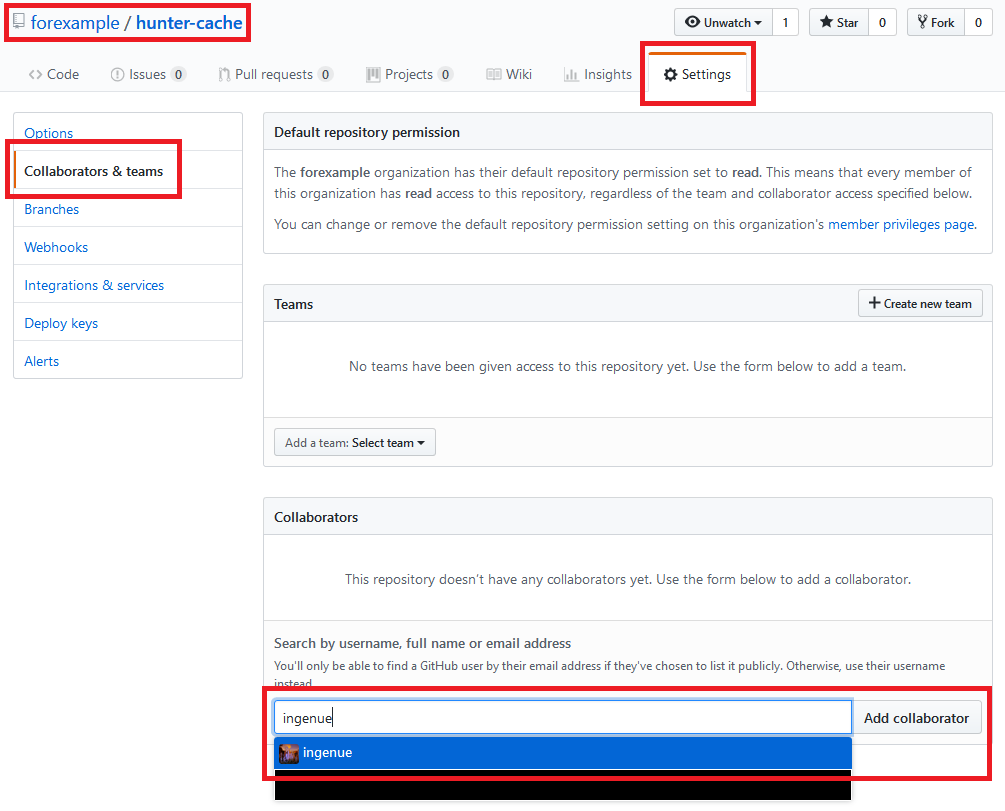 forexample / hunter-cache
Unwatch 1 Star 0 Fork 0
Code Issues 0 Pull requests 0 Projects 0 Wiki Insights Settings
Options
Collaborators & teams
Branches
Webhooks
Integrations & services
Deploy keys
Alerts
Default repository permission
The forexample organization has their default repository permission set to read. This means that every member of
this organization has read access to this repository, regardless of the team and collaborator access specified below.
You can change or remove the default repository permission setting on this organization's member privileges page.
Teams
Create new team
No teams have been given access to this repository yet. Use the form below to add a team.
Add a team: Select team
Collaborators
This repository doesn't have any collaborators yet. Use the form below to add a collaborator.
Search by username, full name or email address
You'll only be able to find a GitHub user by their email address if they've chosen to list it publicly. Otherwise, use their username
instead.
ingenue
Add collaborator
ingenue